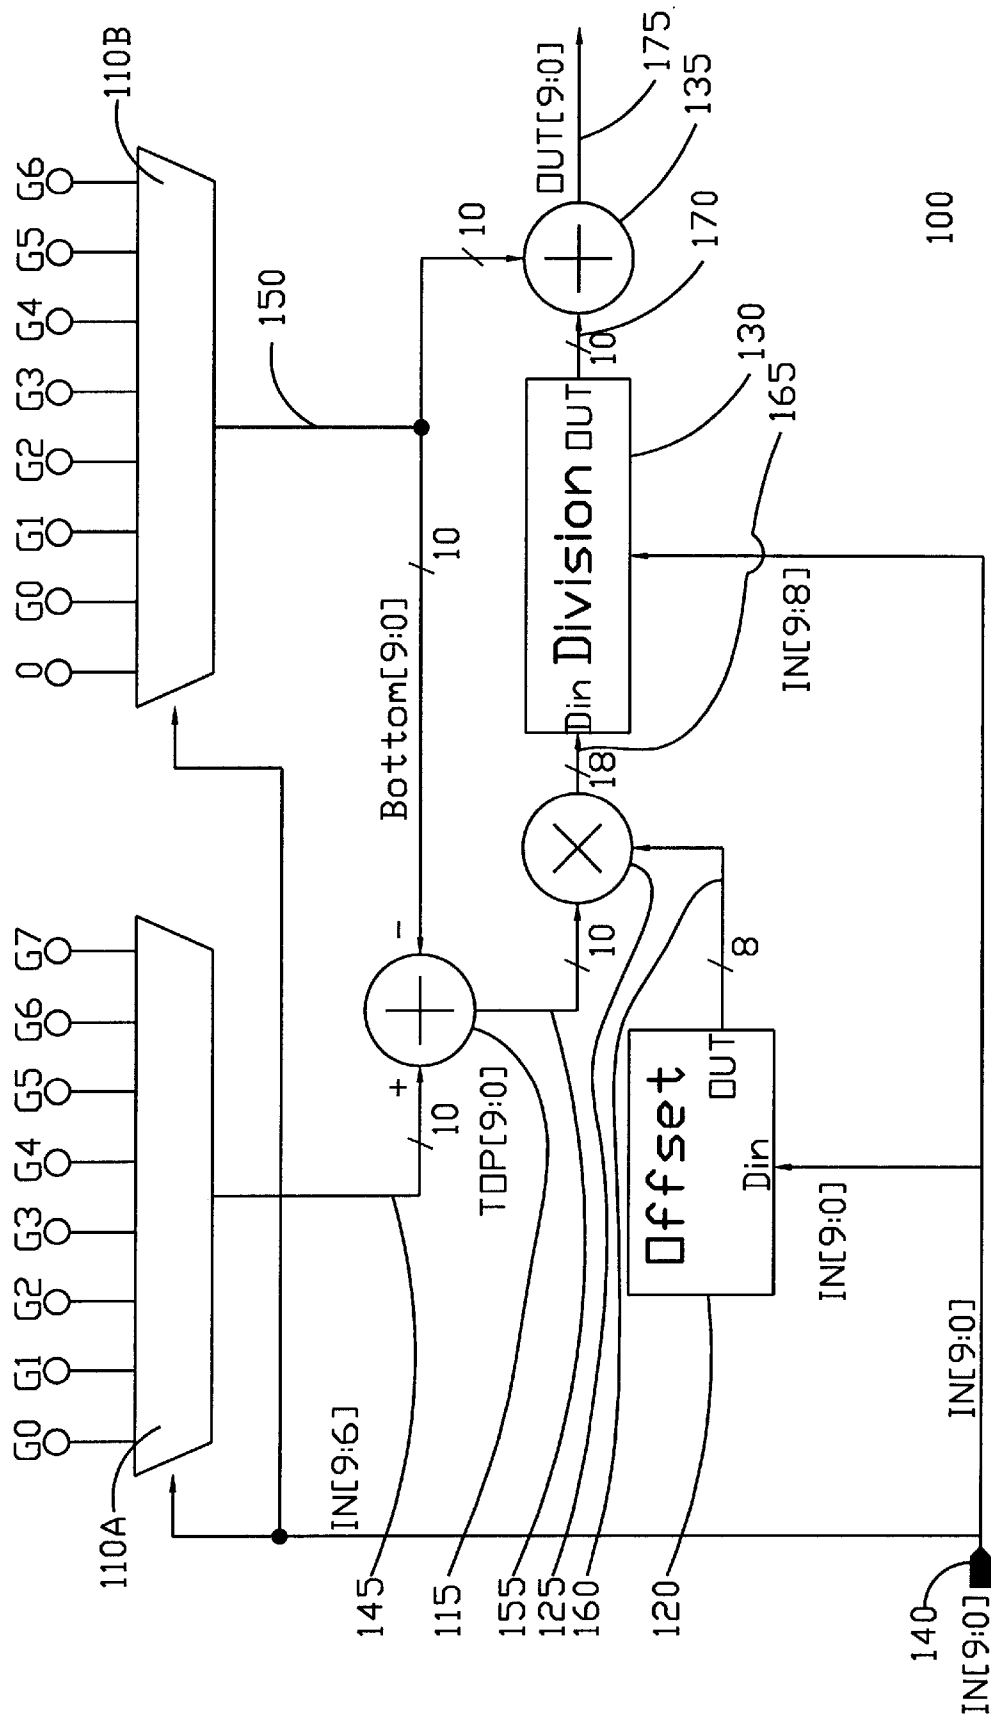 G0 G1 G2 G3 G4 G5 G6 G7
0 G0 G1 G2 G3 G4 G5 G6
110A
110B
IN[9:6]
150
145
10
+
-
Bottom[9:0]
10
10
115
TOP[9:0]
155
125
160
10
18
Din Division OUT
10
OUT[9:0]
175
135
170
130
165
120
Offset
OUT
Din
8
IN[9:0]
IN[9:8]
140
IN[9:0]
IN[9:0]
100